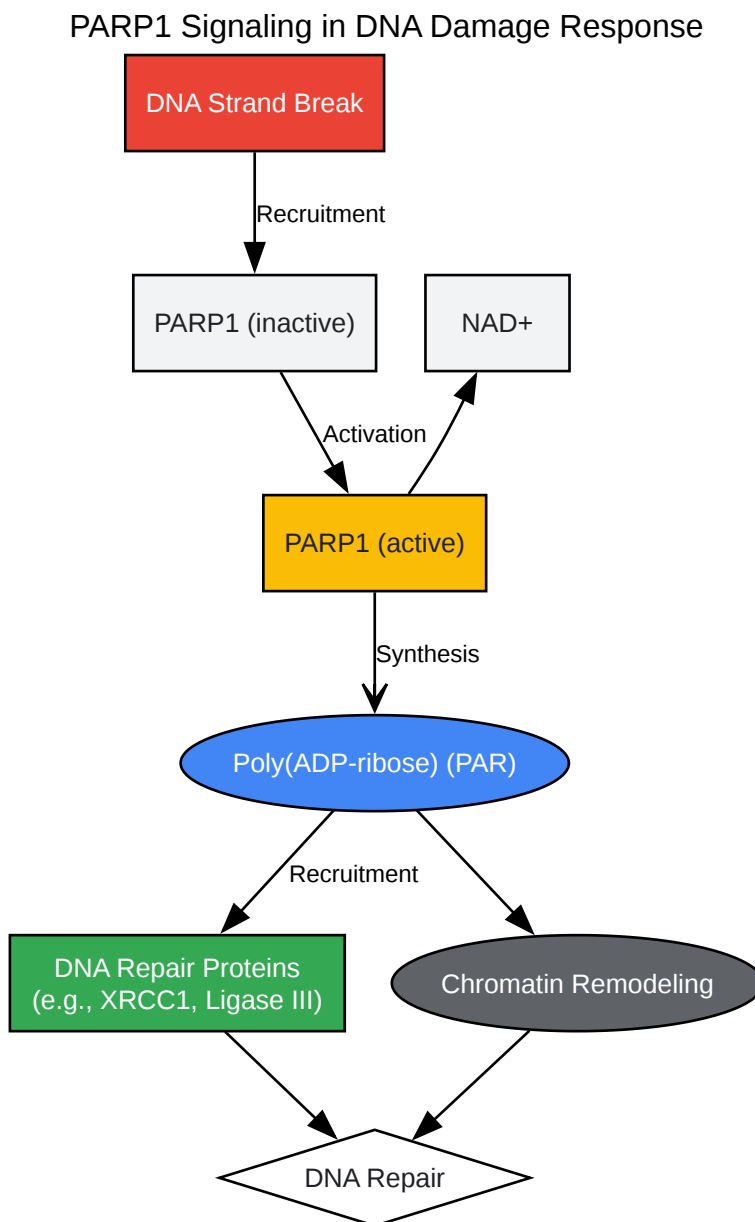 PARP1 Signaling in DNA Damage Response
DNA Strand Break
Recruitment
PARP1 (inactive)
NAD+
Activation
PARP1 (active)
Synthesis
Poly(ADP-ribose) (PAR)
Recruitment
DNA Repair Proteins
(e.g., XRCC1, Ligase III)
Chromatin Remodeling
DNA Repair